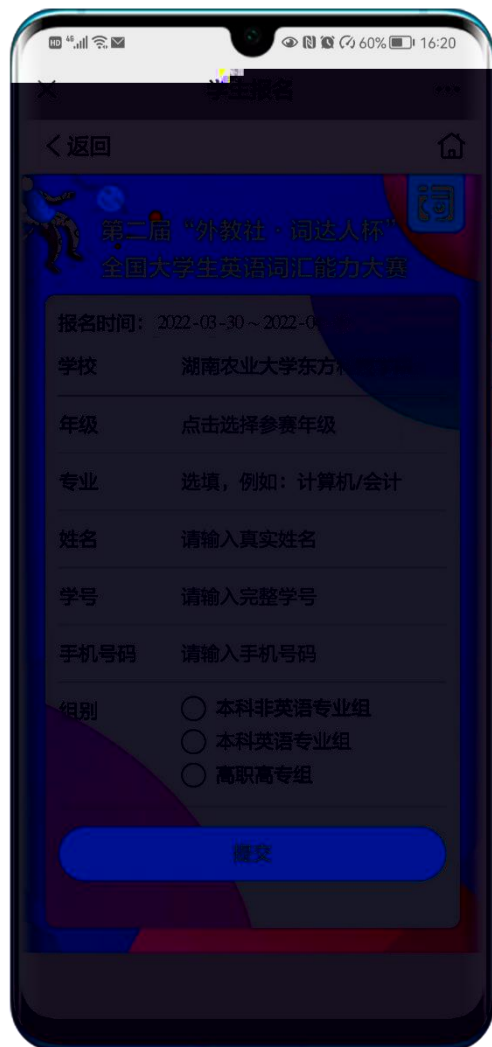 HD 46 60% 16:20
学生报名
返回
词
第二届“外教社·词达人杯”
全国大学生英语词汇能力大赛
报名时间: 2022-03-30 ~ 2022-0
学校 湖南农业大学东方
年级 点击选择参赛年级
专业 选填，例如：计算机/会计
姓名 请输入真实姓名
学号 请输入完整学号
手机号码 请输入手机号码
组别 本科非英语专业组
本科英语专业组
高职高专组
提交